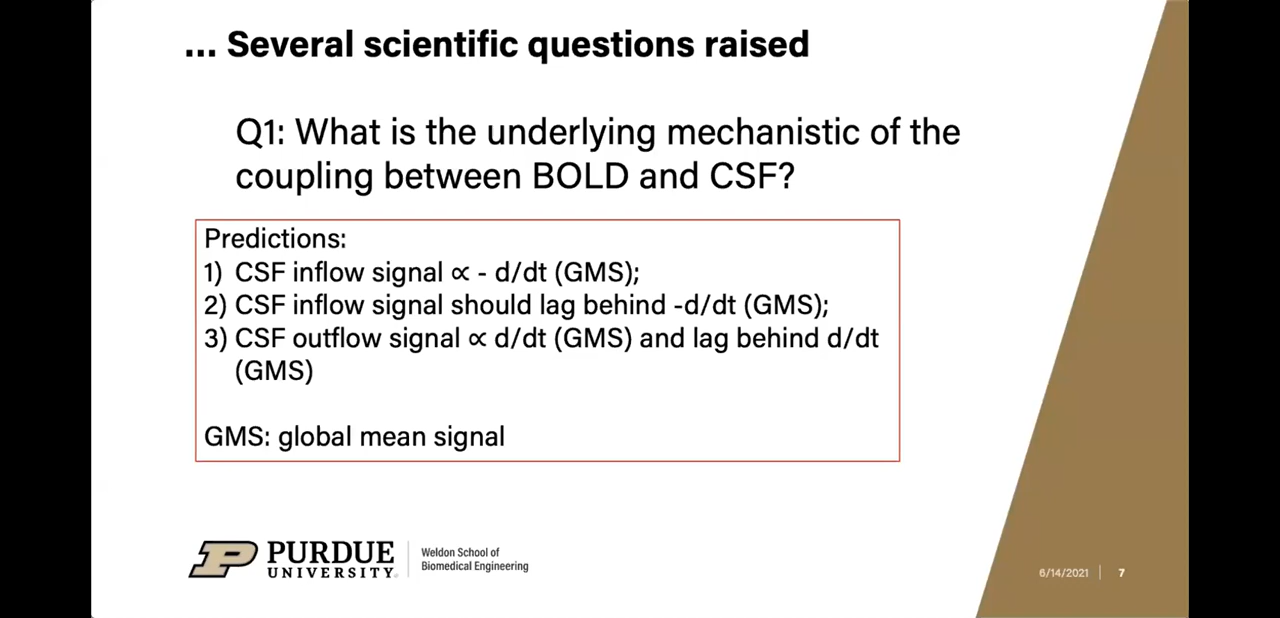 ... Several scientific questions raised
Q1: What is the underlying mechanistic of the
coupling between BOLD and CSF?
Predictions:
1) CSF inflow signal ∝ - d/dt (GMS);
2) CSF inflow signal should lag behind -d/dt (GMS);
3) CSF outflow signal ∝ d/dt (GMS) and lag behind d/dt
(GMS)
GMS: global mean signal
PURDUE
UNIVERSITY®
Weldon School of
Biomedical Engineering
6/14/2021 | 7